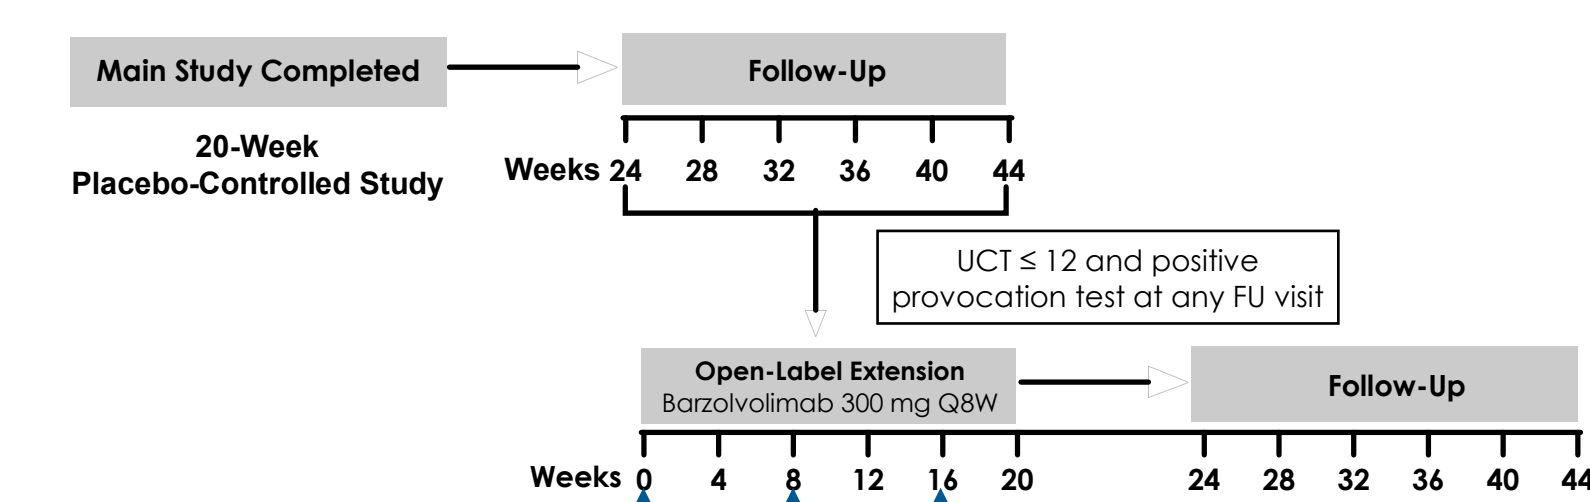 Main Study Completed
Follow-Up
20-Week
Placebo-Controlled Study
Weeks 24 28 32 36 40 44
UCT ≤ 12 and positive
provocation test at any FU visit
Open-Label Extension
Barzolvolimab 300 mg Q8W
Follow-Up
Weeks 0 4 8 12 16 20 24 28 32 36 40 44